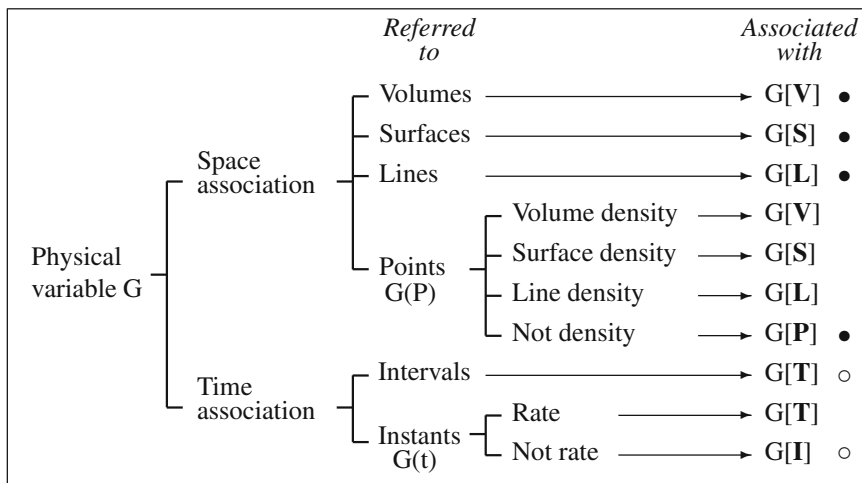 Referred to
Associated with
Volumes G[V] ●
Surfaces G[S] ●
Space association
Lines G[L] ●
Volume density G[V]
Physical variable G
Points G(P)
Surface density G[S]
Line density G[L]
Not density G[P] ●
Intervals G[T] ○
Time association
Rate G[T]
Instants G(t)
Not rate G[I] ○